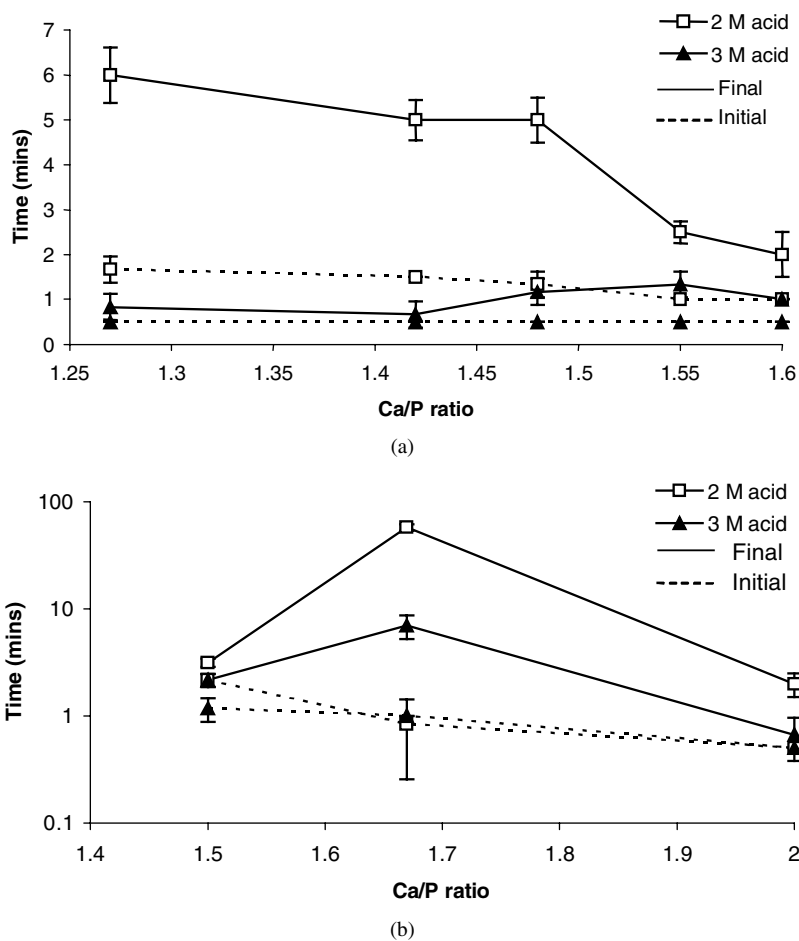 7
6
5
4
3
2
1
0
Time (mins)
1.25 1.3 1.35 1.4 1.45 1.5 1.55 1.6
Ca/P ratio
2 M acid
3 M acid
Final
Initial
(a)
100
10
1
0.1
Time (mins)
1.4 1.5 1.6 1.7 1.8 1.9 2
Ca/P ratio
2 M acid
3 M acid
Final
Initial
(b)